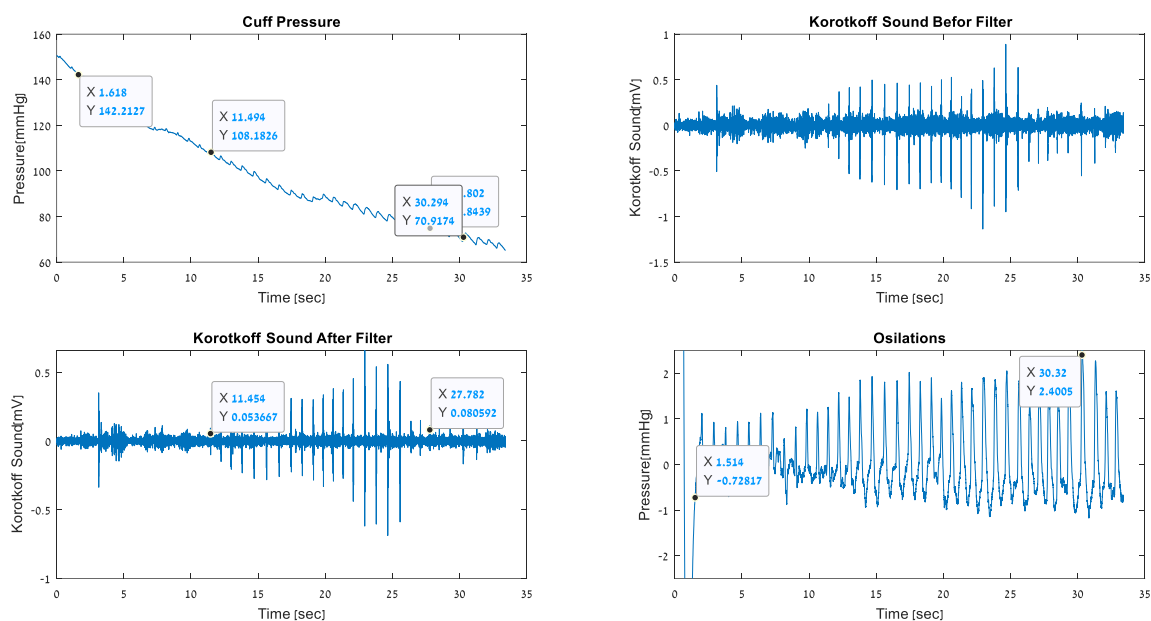 Cuff Pressure
160
140
120
100
80
60
Pressure[mmHg]
X 1.618
Y 142.2127
X 11.494
Y 108.1826
.802
.8439
X 30.294
Y 70.9174
0
5
10
15
20
25
30
35
Time [sec]
Korotkoff Sound Befor Filter
1
0.5
0
-0.5
-1
-1.5
Korotkoff Sound[mV]
0
5
10
15
20
25
30
35
Time [sec]
Korotkoff Sound After Filter
0.5
0
-0.5
-1
Korotkoff Sound[mV]
X 11.454
Y 0.053667
X 27.782
Y 0.080592
0
5
10
15
20
25
30
35
Time [sec]
Osilations
2
1
0
-1
-2
Pressure[mmHg]
X 30.32
Y 2.4005
X 1.514
Y -0.72817
0
5
10
15
20
25
30
35
Time [sec]